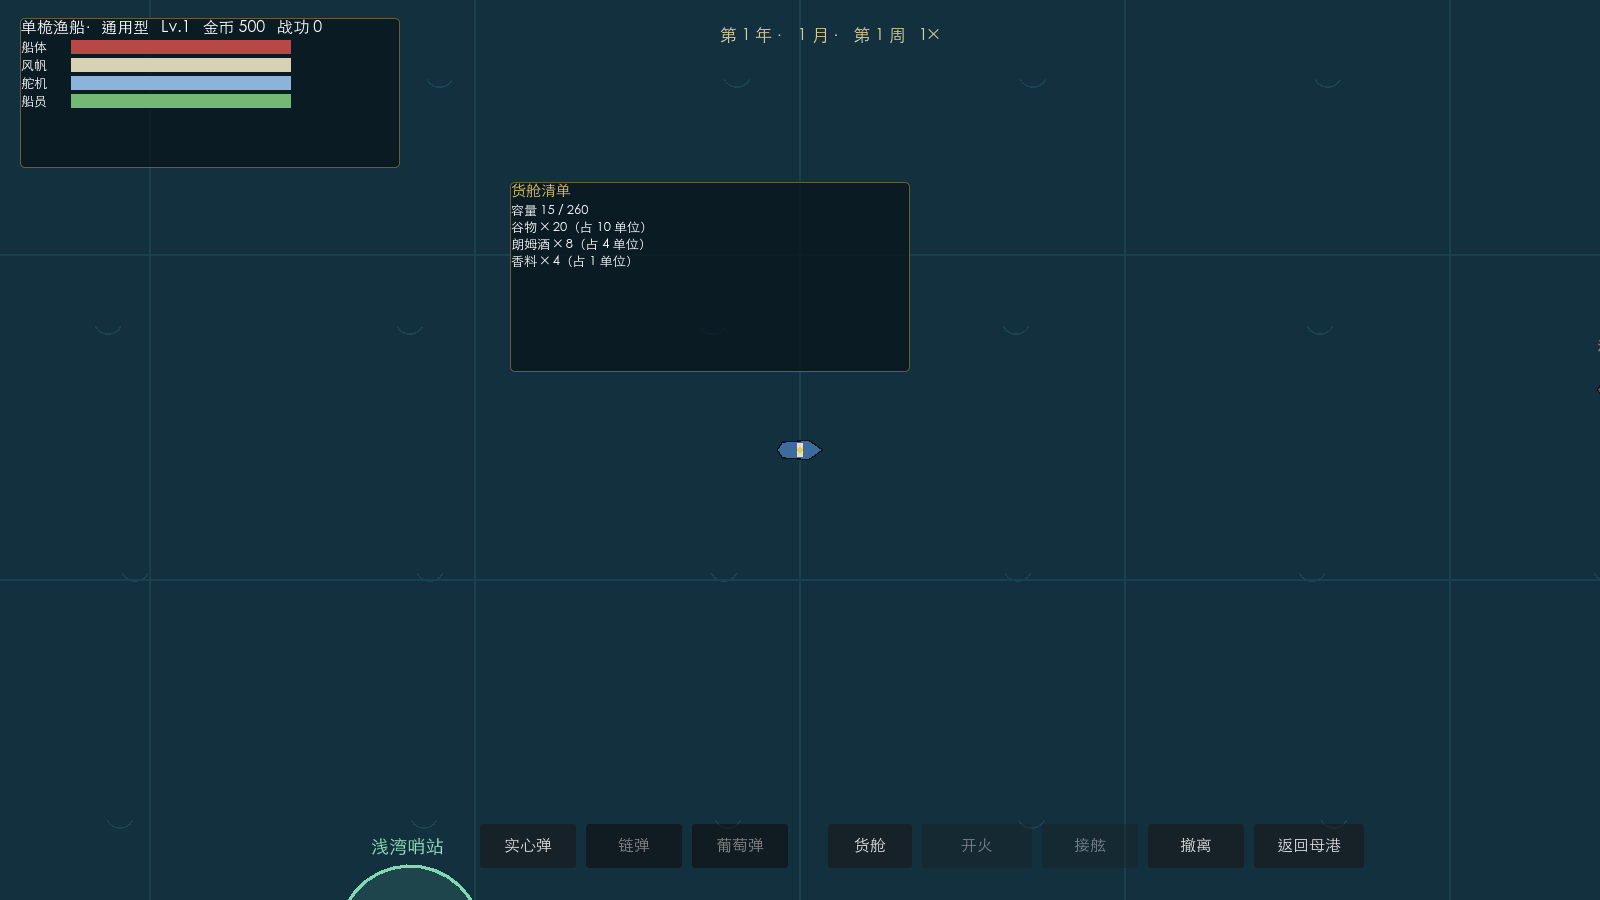 单桅渔船· 通用型 Lv.1 金币 500 战功 0
船体
风帆
舵机
船员
第 1 年· 1 月· 第 1 周 1×
货舱清单
容量 15 / 260
谷物×20（占 10 单位）
朗姆酒×8（占 4 单位）
香料×4（占 1 单位）
浅湾哨站
实心弹
链弹
葡萄弹
货舱
开火
接舷
撤离
返回母港